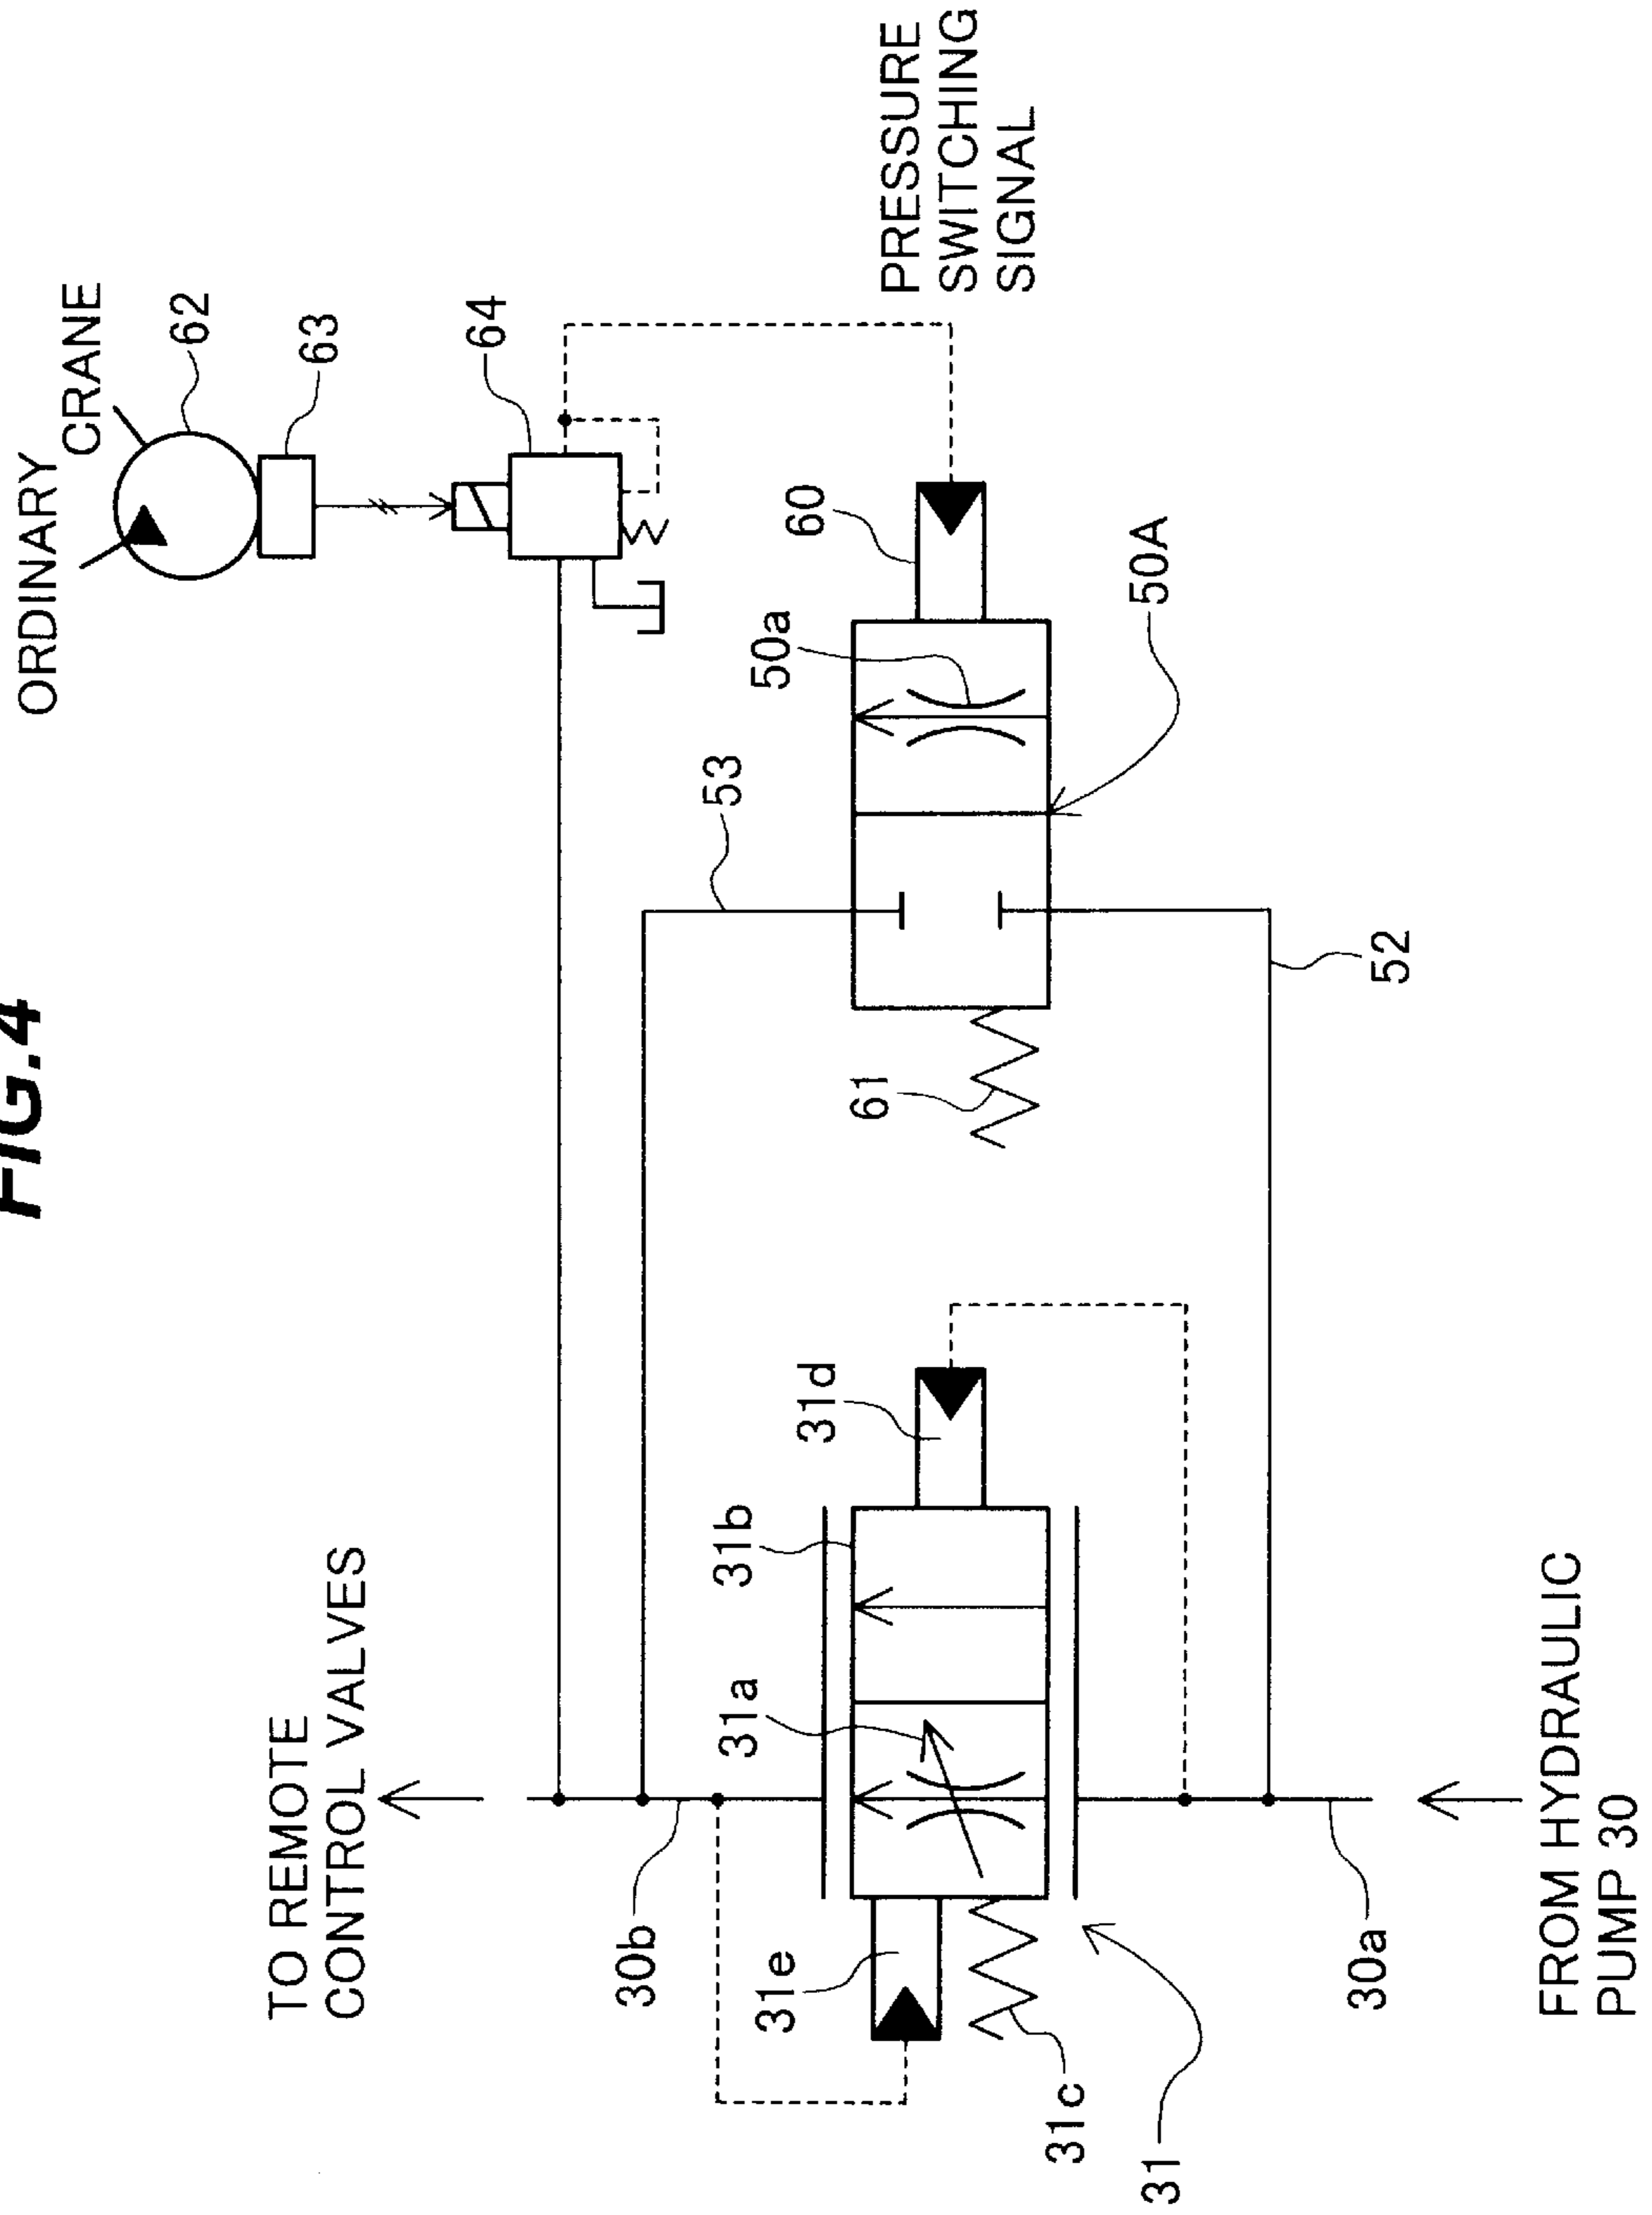 FIG.4
ORDINARY
CRANE
62
63
64
TO REMOTE
CONTROL VALVES
53
30b
31a
31b
31d
31e
50a
60
61
PRESSURE
SWITCHING
SIGNAL
31c
31
50A
52
30a
FROM HYDRAULIC
PUMP 30